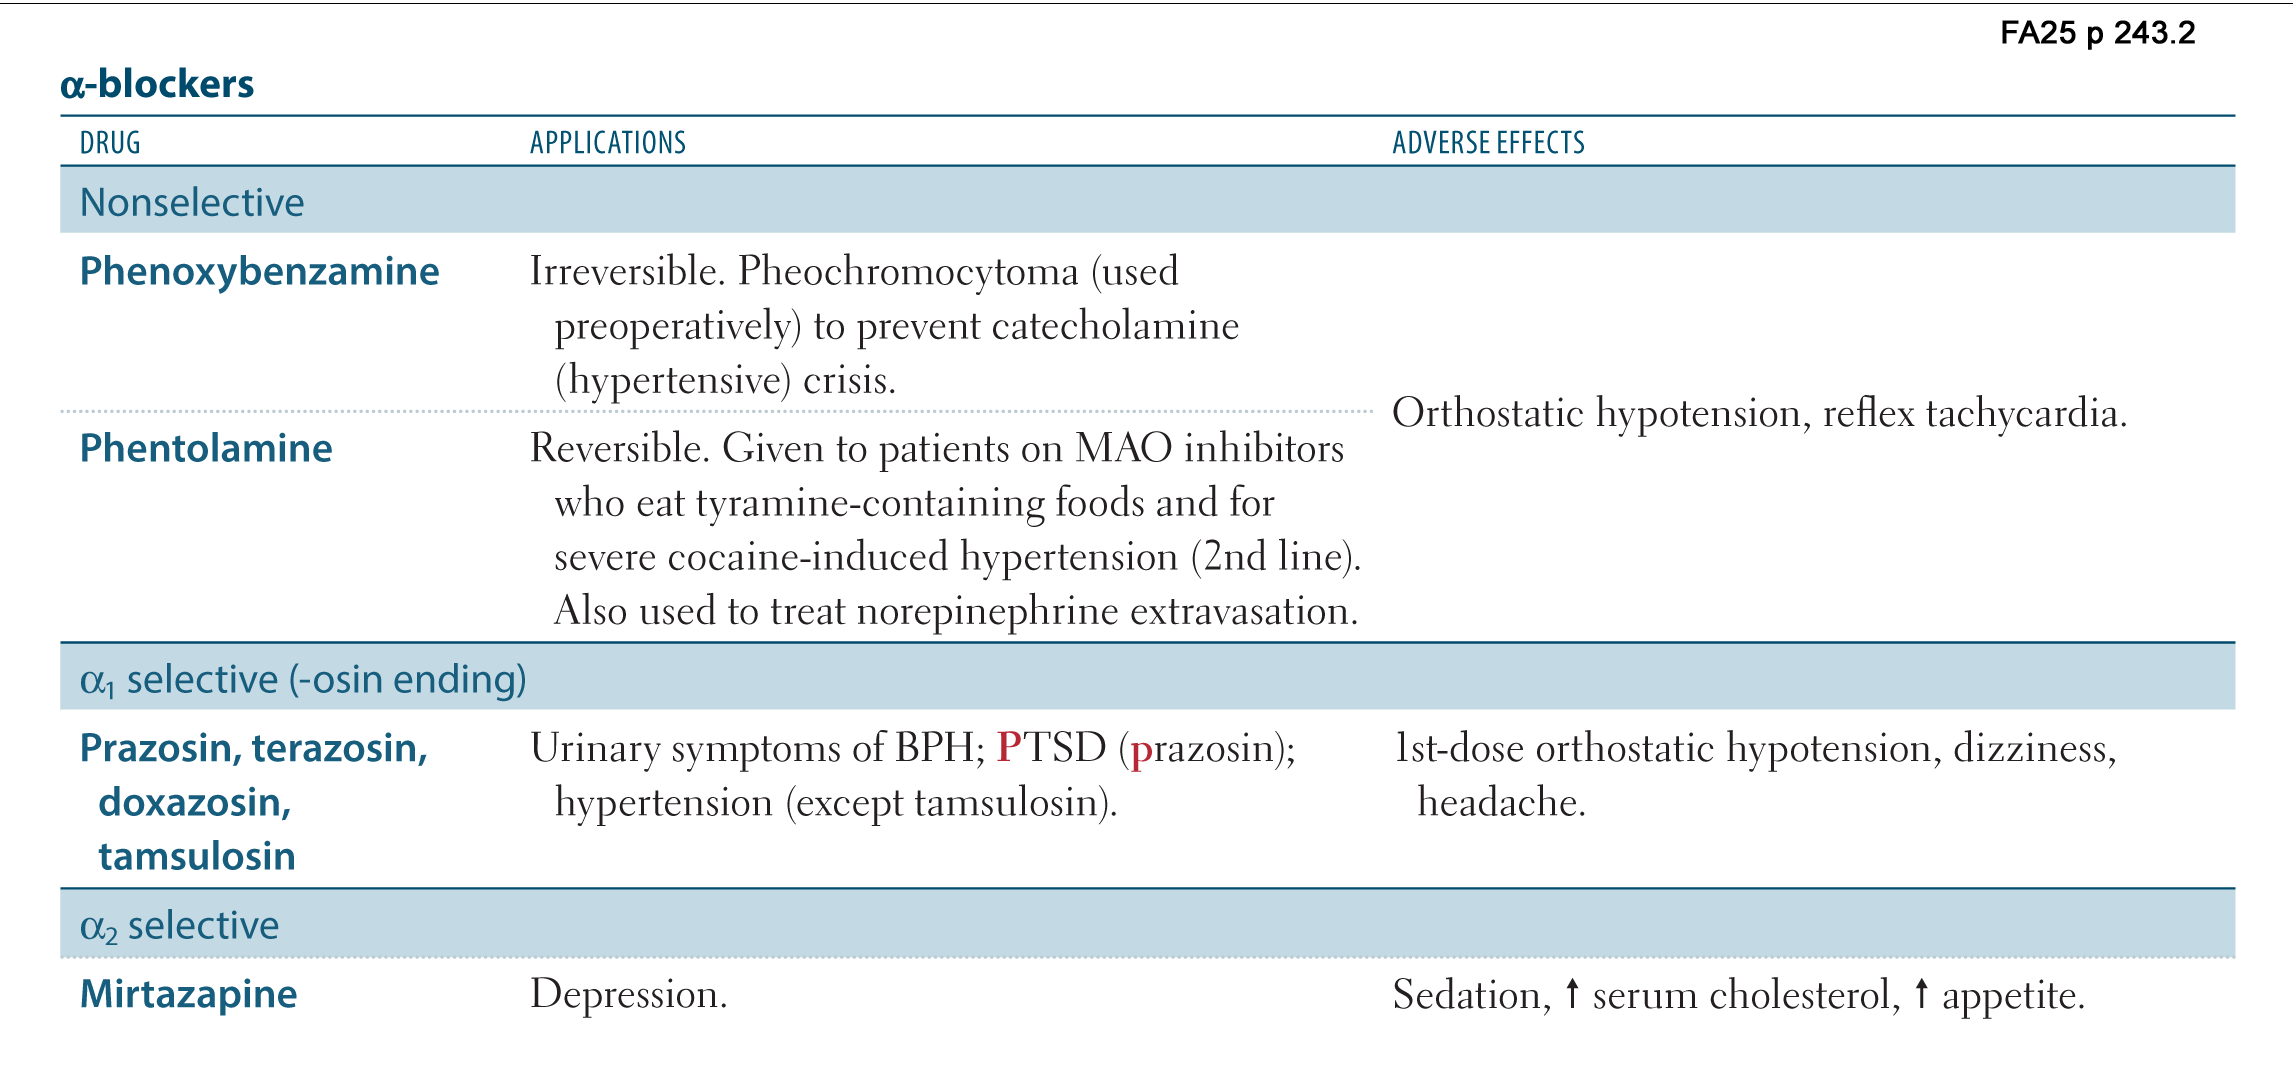 FA25 p 243.2
α-blockers
DRUG APPLICATIONS ADVERSE EFFECTS
Nonselective
Phenoxybenzamine Irreversible. Pheochromocytoma (used
preoperatively) to prevent catecholamine
(hypertensive) crisis.
Orthostatic hypotension, reflex tachycardia.
Phentolamine Reversible. Given to patients on MAO inhibitors
who eat tyramine-containing foods and for
severe cocaine-induced hypertension (2nd line).
Also used to treat norepinephrine extravasation.
α₁ selective (-osin ending)
Prazosin, terazosin, Urinary symptoms of BPH; PTSD (prazosin); 1st-dose orthostatic hypotension, dizziness,
doxazosin, hypertension (except tamsulosin). headache.
tamsulosin
α₂ selective
Mirtazapine Depression. Sedation, ↑ serum cholesterol, ↑ appetite.